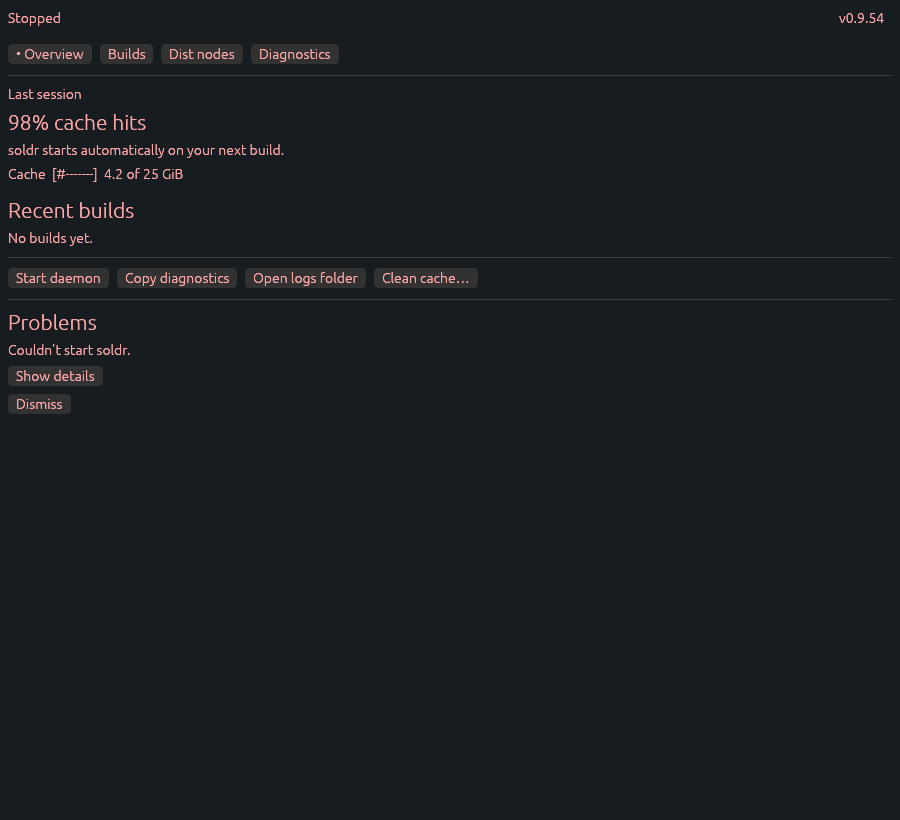 Stopped v0.9.54
• Overview Builds Dist nodes Diagnostics
Last session
98% cache hits
soldr starts automatically on your next build.
Cache [#-------] 4.2 of 25 GiB
Recent builds
No builds yet.
Start daemon Copy diagnostics Open logs folder Clean cache...
Problems
Couldn't start soldr.
Show details
Dismiss